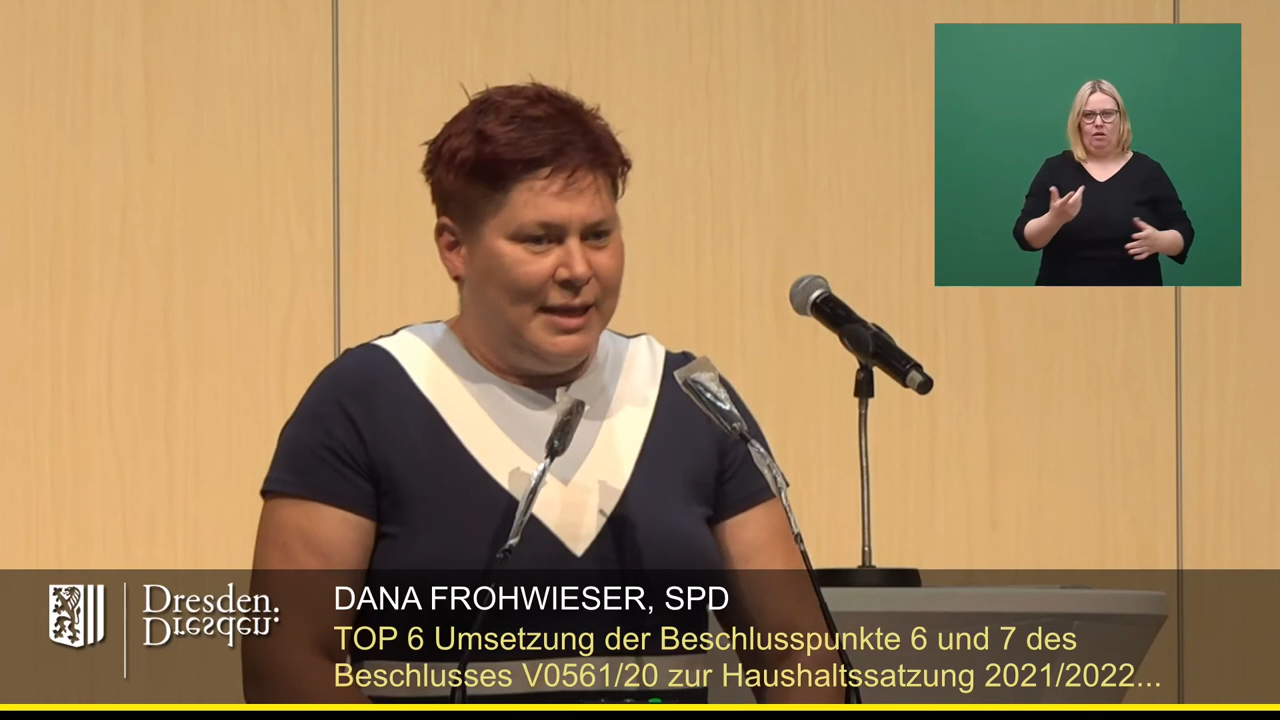 Dresden.
Dresden.
DANA FROHWIESER, SPD
TOP 6 Umsetzung der Beschlusspunkte 6 und 7 des
Beschlusses V0561/20 zur Haushaltssatzung 2021/2022...